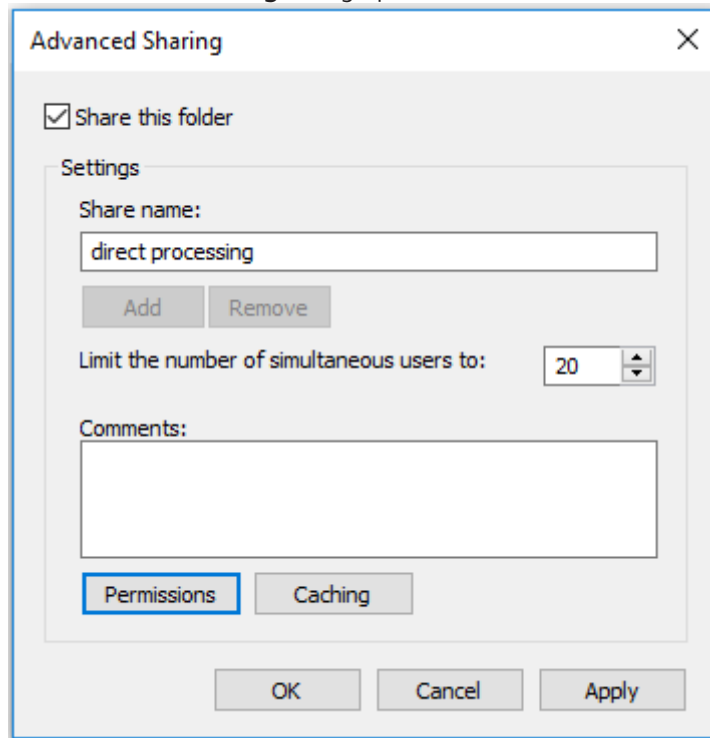 Advanced Sharing
Share this folder
Settings
Share name:
direct processing
Add Remove
Limit the number of simultaneous users to: 20
Comments:
Permissions Caching
OK Cancel Apply